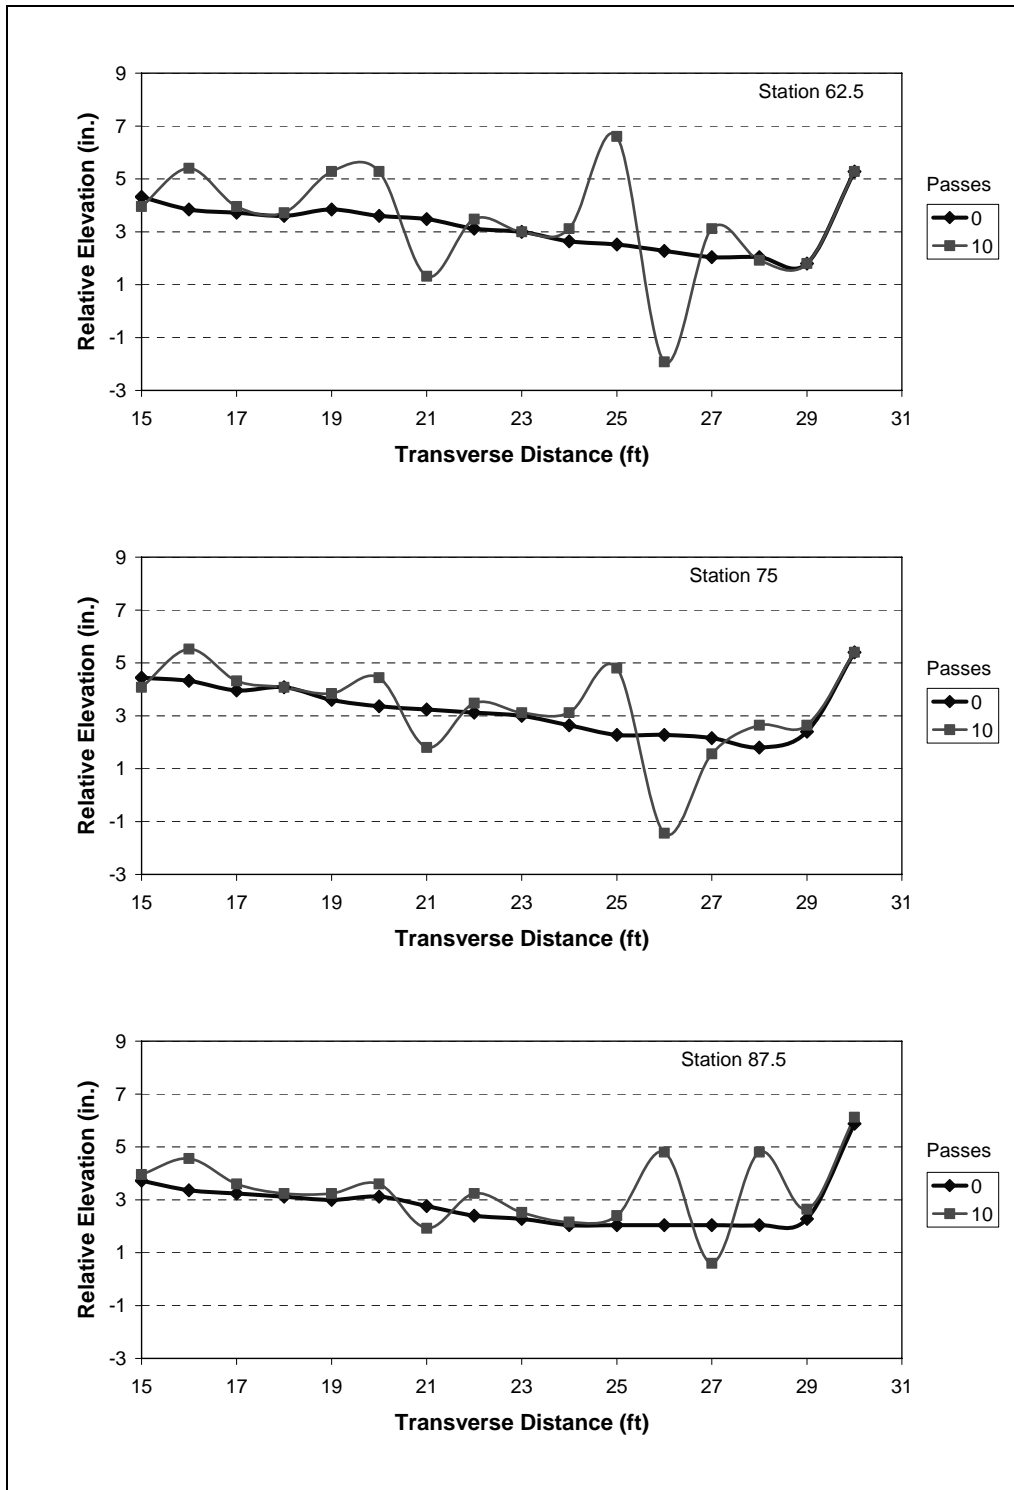 Station 62.5
Relative Elevation (in.)
9
7
5
3
1
-1
-3
15 17 19 21 23 25 27 29 31
Transverse Distance (ft)
Passes
0
10
Station 75
Relative Elevation (in.)
9
7
5
3
1
-1
-3
15 17 19 21 23 25 27 29 31
Transverse Distance (ft)
Passes
0
10
Station 87.5
Relative Elevation (in.)
9
7
5
3
1
-1
-3
15 17 19 21 23 25 27 29 31
Transverse Distance (ft)
Passes
0
10